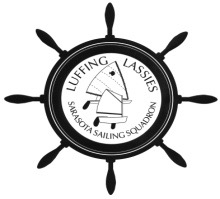 LUFFING LASSIES
SARASOTA SAILING SQUADRON